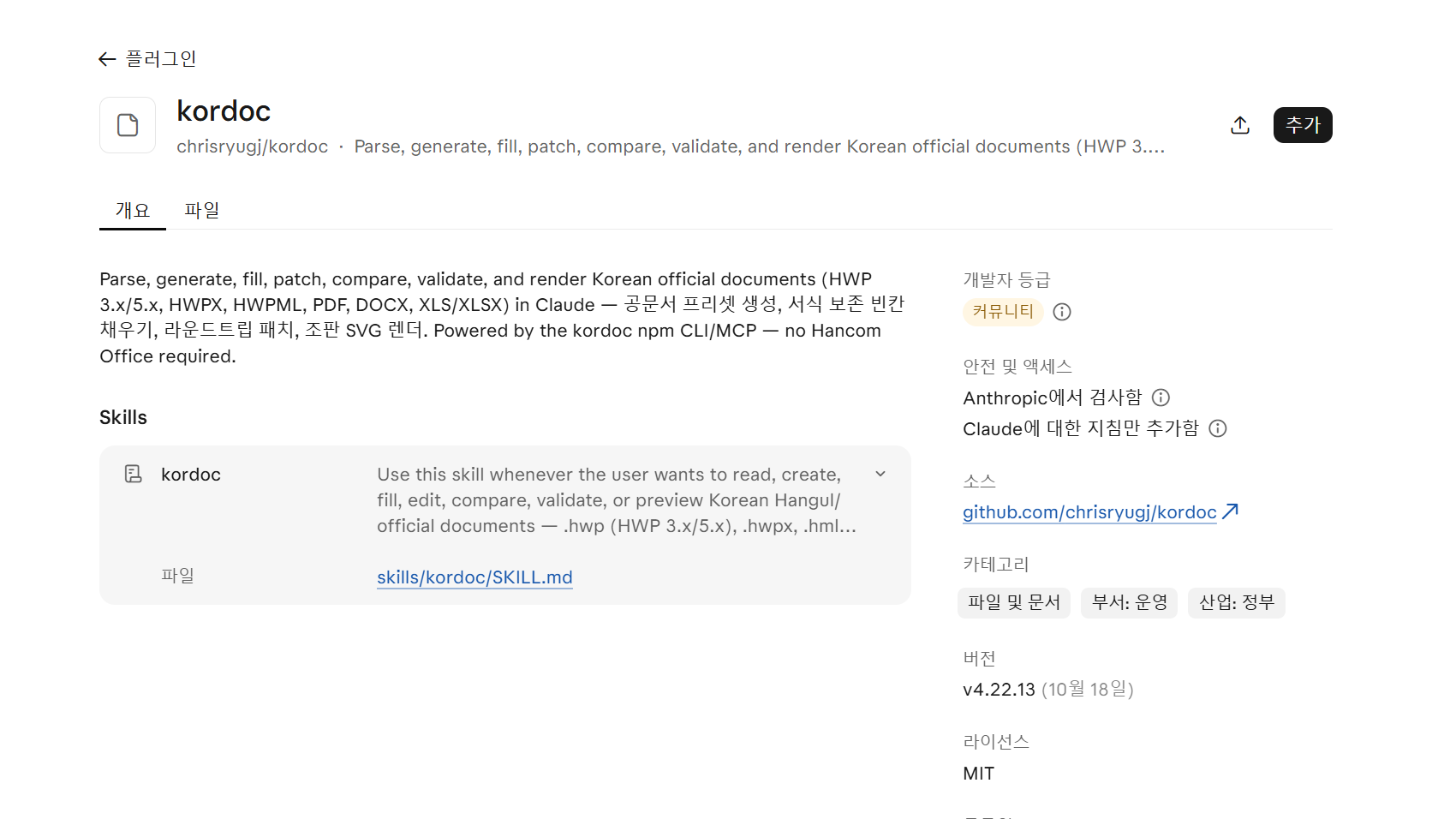 ← 플러그인
kordoc
chrisryugj/kordoc · Parse, generate, fill, patch, compare, validate, and render Korean official documents (HWP 3....
추가
개요 파일
Parse, generate, fill, patch, compare, validate, and render Korean official documents (HWP
3.x/5.x, HWPX, HWPML, PDF, DOCX, XLS/XLSX) in Claude — 공문서 프리셋 생성, 서식 보존 빈칸
채우기, 라운드트립 패치, 조판 SVG 렌더. Powered by the kordoc npm CLI/MCP — no Hancom
Office required.
Skills
kordoc
Use this skill whenever the user wants to read, create,
fill, edit, compare, validate, or preview Korean Hangul/
official documents — .hwp (HWP 3.x/5.x), .hwpx, .hml...
파일
skills/kordoc/SKILL.md
개발자 등급
커뮤니티
안전 및 액세스
Anthropic에서 검사함
Claude에 대한 지침만 추가함
소스
github.com/chrisryugj/kordoc
카테고리
파일 및 문서
부서: 운영
산업: 정부
버전
v4.22.13 (10월 18일)
라이선스
MIT